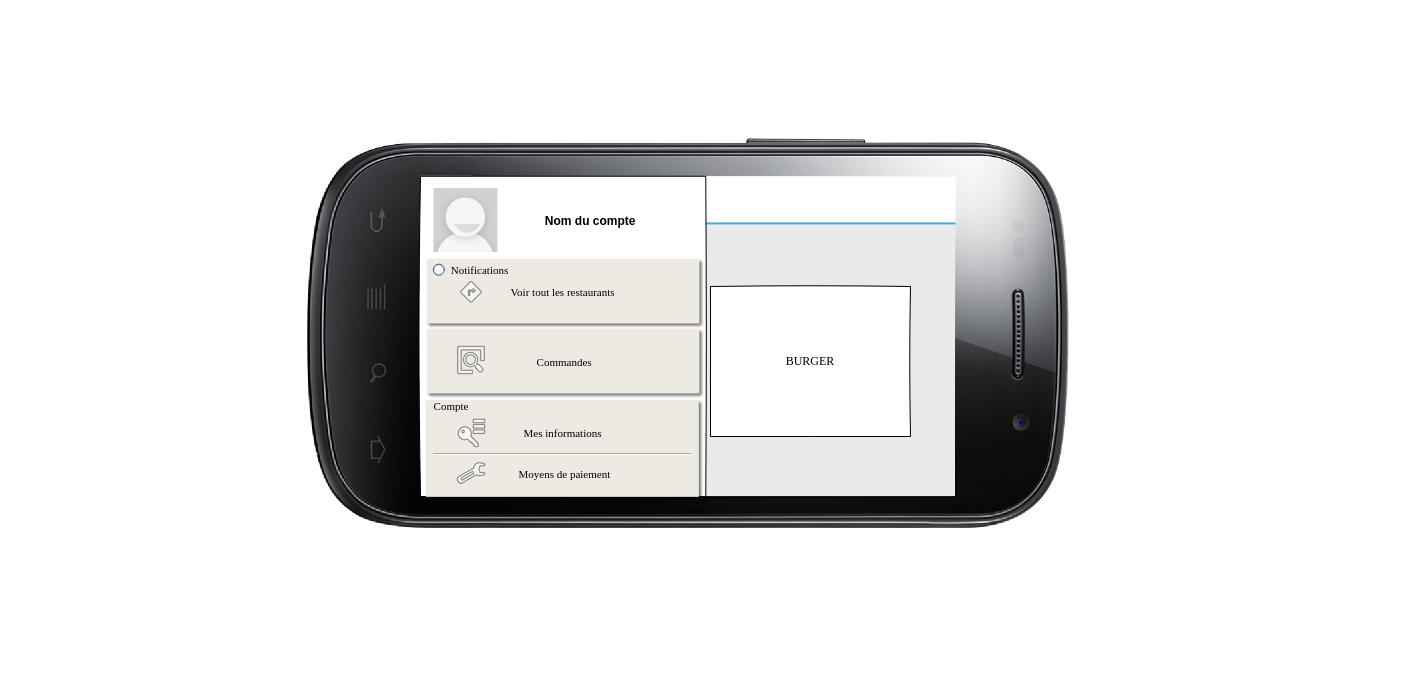 Nom du compte
Notifications
Voir tout les restaurants
Commandes
Compte
Mes informations
Moyens de paiement
BURGER